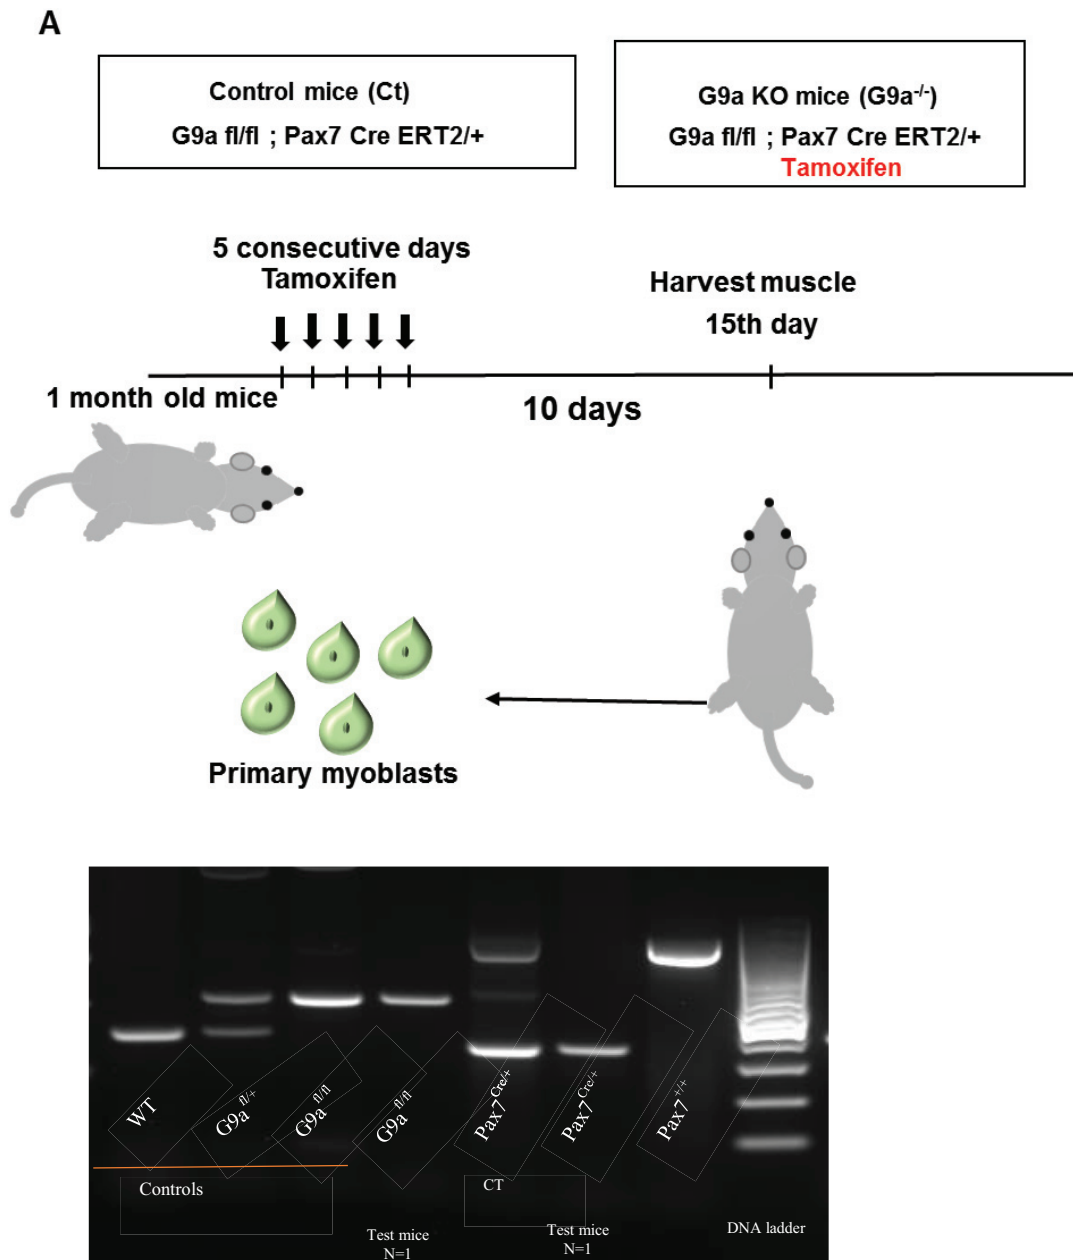 A
Control mice (Ct)
G9a fl/fl ; Pax7 Cre ERT2/+
G9a KO mice (G9a-/-)
G9a fl/fl ; Pax7 Cre ERT2/+
Tamoxifen
5 consecutive days
Tamoxifen
Harvest muscle
15th day
1 month old mice
10 days
Primary myoblasts
WT
G9a fl/+
G9a fl/fl
G9a fl/fl
Pax7 Cre/+
Pax7 Cre/+
Pax7 +/+
Controls
CT
Test mice
N=1
Test mice
N=1
DNA ladder